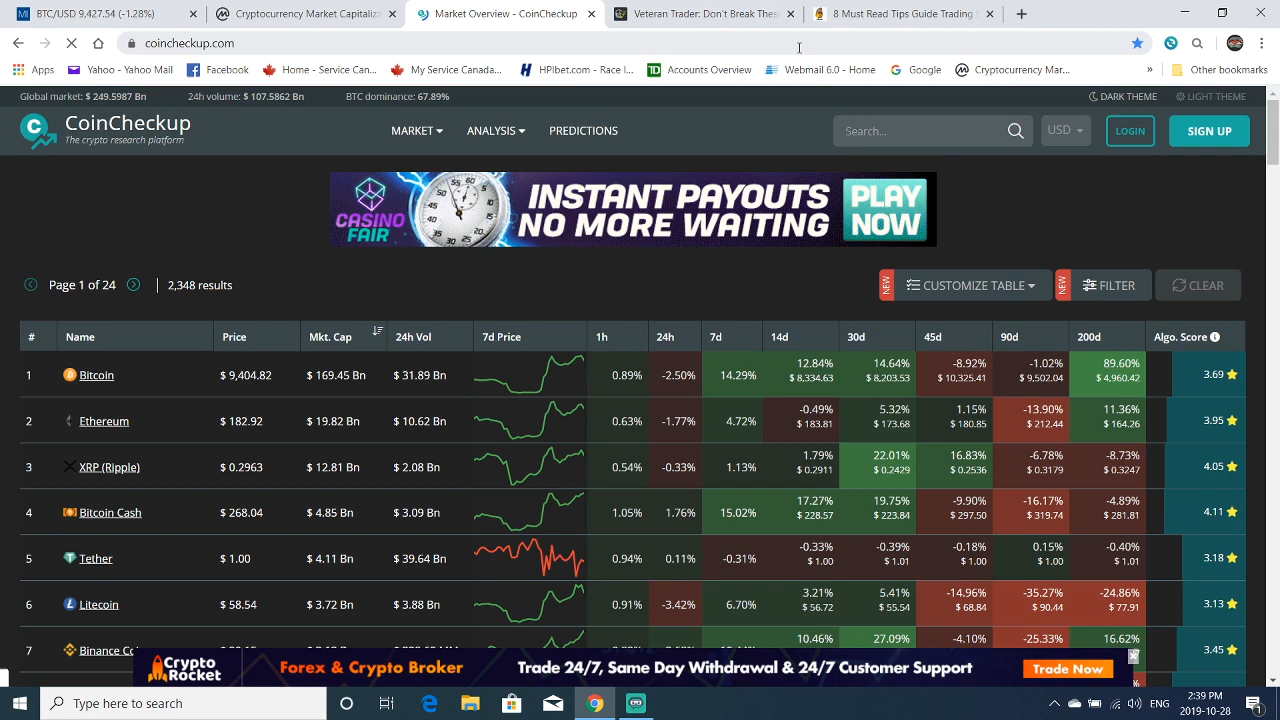 BTC/USD 9,427.54 (-1.28%)
Cryptocurrency Market Capitaliza
Market Overview - CoinCheckup
Veteran Trader: Don't Break Thes
8 Must Read Tips Guide Trading
coincheckup.com
Apps
Yahoo - Yahoo Mail
Facebook
Home - Service Can...
My Service Canada...
HPIbet.com - Race I...
Accounts Overview
Webmail 6.0 - Home
Google
Cryptocurrency Mar...
Other bookmarks
Global market: $ 249.5987 Bn 24h volume: $ 107.5862 Bn BTC dominance: 67.89% DARK THEME LIGHT THEME
CoinCheckup
The crypto research platform
MARKET ANALYSIS PREDICTIONS
Search... USD LOGIN SIGN UP
CASINO FAIR
INSTANT PAYOUTS
NO MORE WAITING
PLAY NOW
Page 1 of 24 | 2,348 results
NEW CUSTOMIZE TABLE NEW FILTER CLEAR
# Name Price Mkt. Cap 24h Vol 7d Price 1h 24h 7d 14d 30d 45d 90d 200d Algo. Score
1 Bitcoin $ 9,404.82 $ 169.45 Bn $ 31.89 Bn 0.89% -2.50% 14.29% 12.84% 14.64% -8.92% -1.02% 89.60% 3.69
$ 8,334.63 $ 8,203.53 $ 10,325.41 $ 9,502.04 $ 4,960.42
2 Ethereum $ 182.92 $ 19.82 Bn $ 10.62 Bn 0.63% -1.77% 4.72% -0.49% 5.32% 1.15% -13.90% 11.36% 3.95
$ 183.81 $ 173.68 $ 180.85 $ 212.44 $ 164.26
3 XRP (Ripple) $ 0.2963 $ 12.81 Bn $ 2.08 Bn 0.54% -0.33% 1.13% 1.79% 22.01% 16.83% -6.78% -8.73% 4.05
$ 0.2911 $ 0.2429 $ 0.2536 $ 0.3179 $ 0.3247
4 Bitcoin Cash $ 268.04 $ 4.85 Bn $ 3.09 Bn 1.05% 1.76% 15.02% 17.27% 19.75% -9.90% -16.17% -4.89% 4.11
$ 228.57 $ 223.84 $ 297.50 $ 319.74 $ 281.81
5 Tether $ 1.00 $ 4.11 Bn $ 39.64 Bn 0.94% 0.11% -0.31% -0.33% -0.39% -0.18% 0.15% -0.40% 3.18
$ 1.00 $ 1.01 $ 1.00 $ 1.00 $ 1.01
6 Litecoin $ 58.54 $ 3.72 Bn $ 3.88 Bn 0.91% -3.42% 6.70% 3.21% 5.41% -14.96% -35.27% -24.86% 3.13
$ 56.72 $ 55.54 $ 68.84 $ 90.44 $ 77.91
7 Binance Co 10.46% 27.09% -4.10% -25.33% 16.62% 3.45
Crypto Rocket
Forex & Crypto Broker
Trade 24/7, Same Day Withdrawal & 24/7 Customer Support
Trade Now
Type here to search
ENG
2:39 PM
2019-10-28